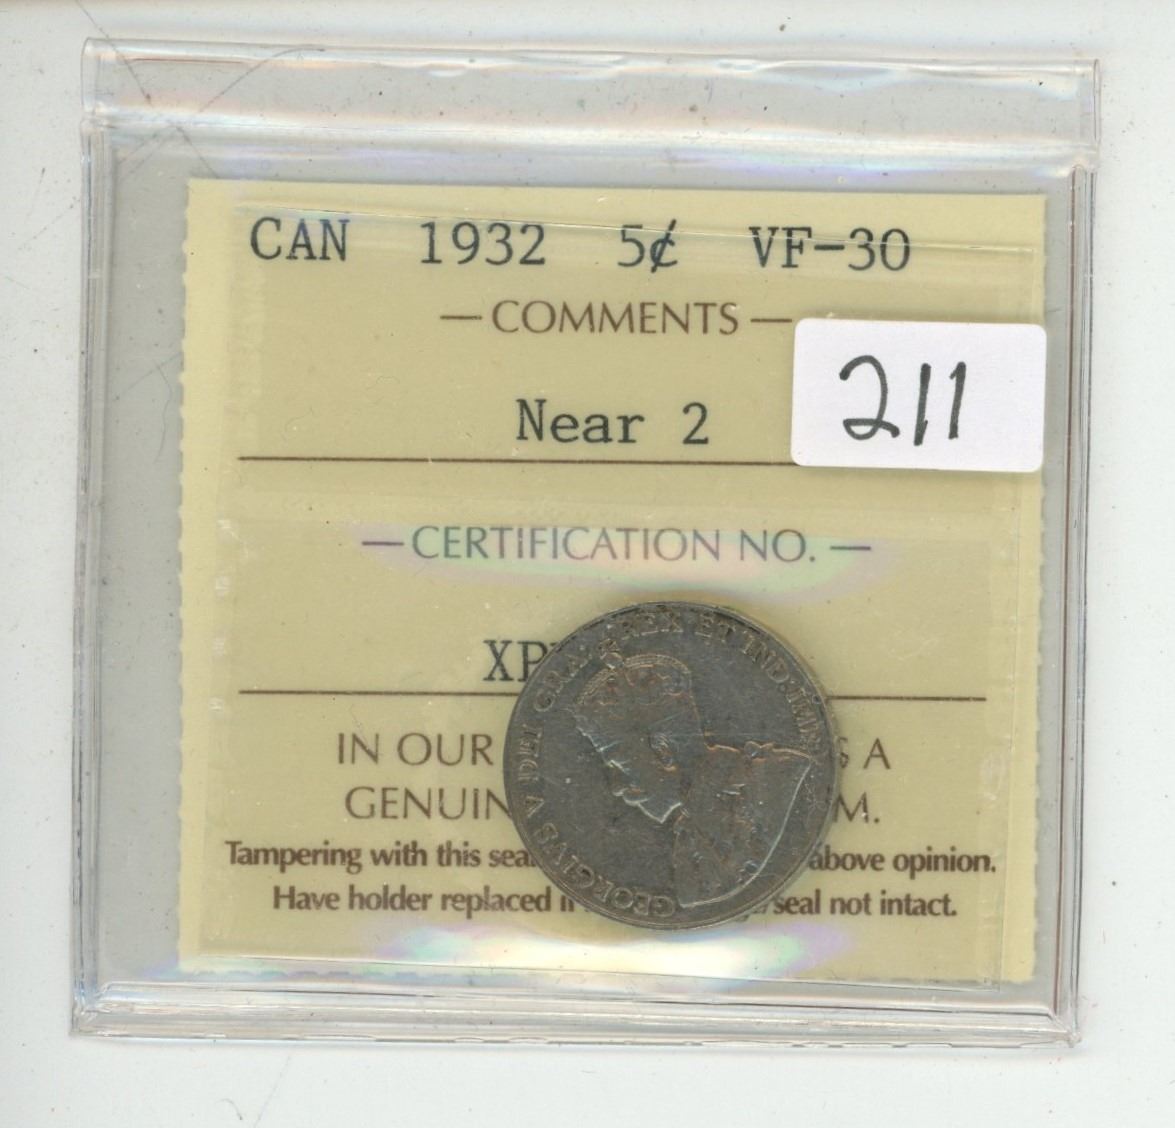 CAN 1932 5¢ VF-30
— COMMENTS —
211
Near 2
— CERTIFICATION NO. —
XP
IN OUR A
GENUIN M.
Tampering with this sea above opinion.
Have holder replaced i /seal not intact.
GEORGIVS V DEI GRA: REX ET IND:IMP: